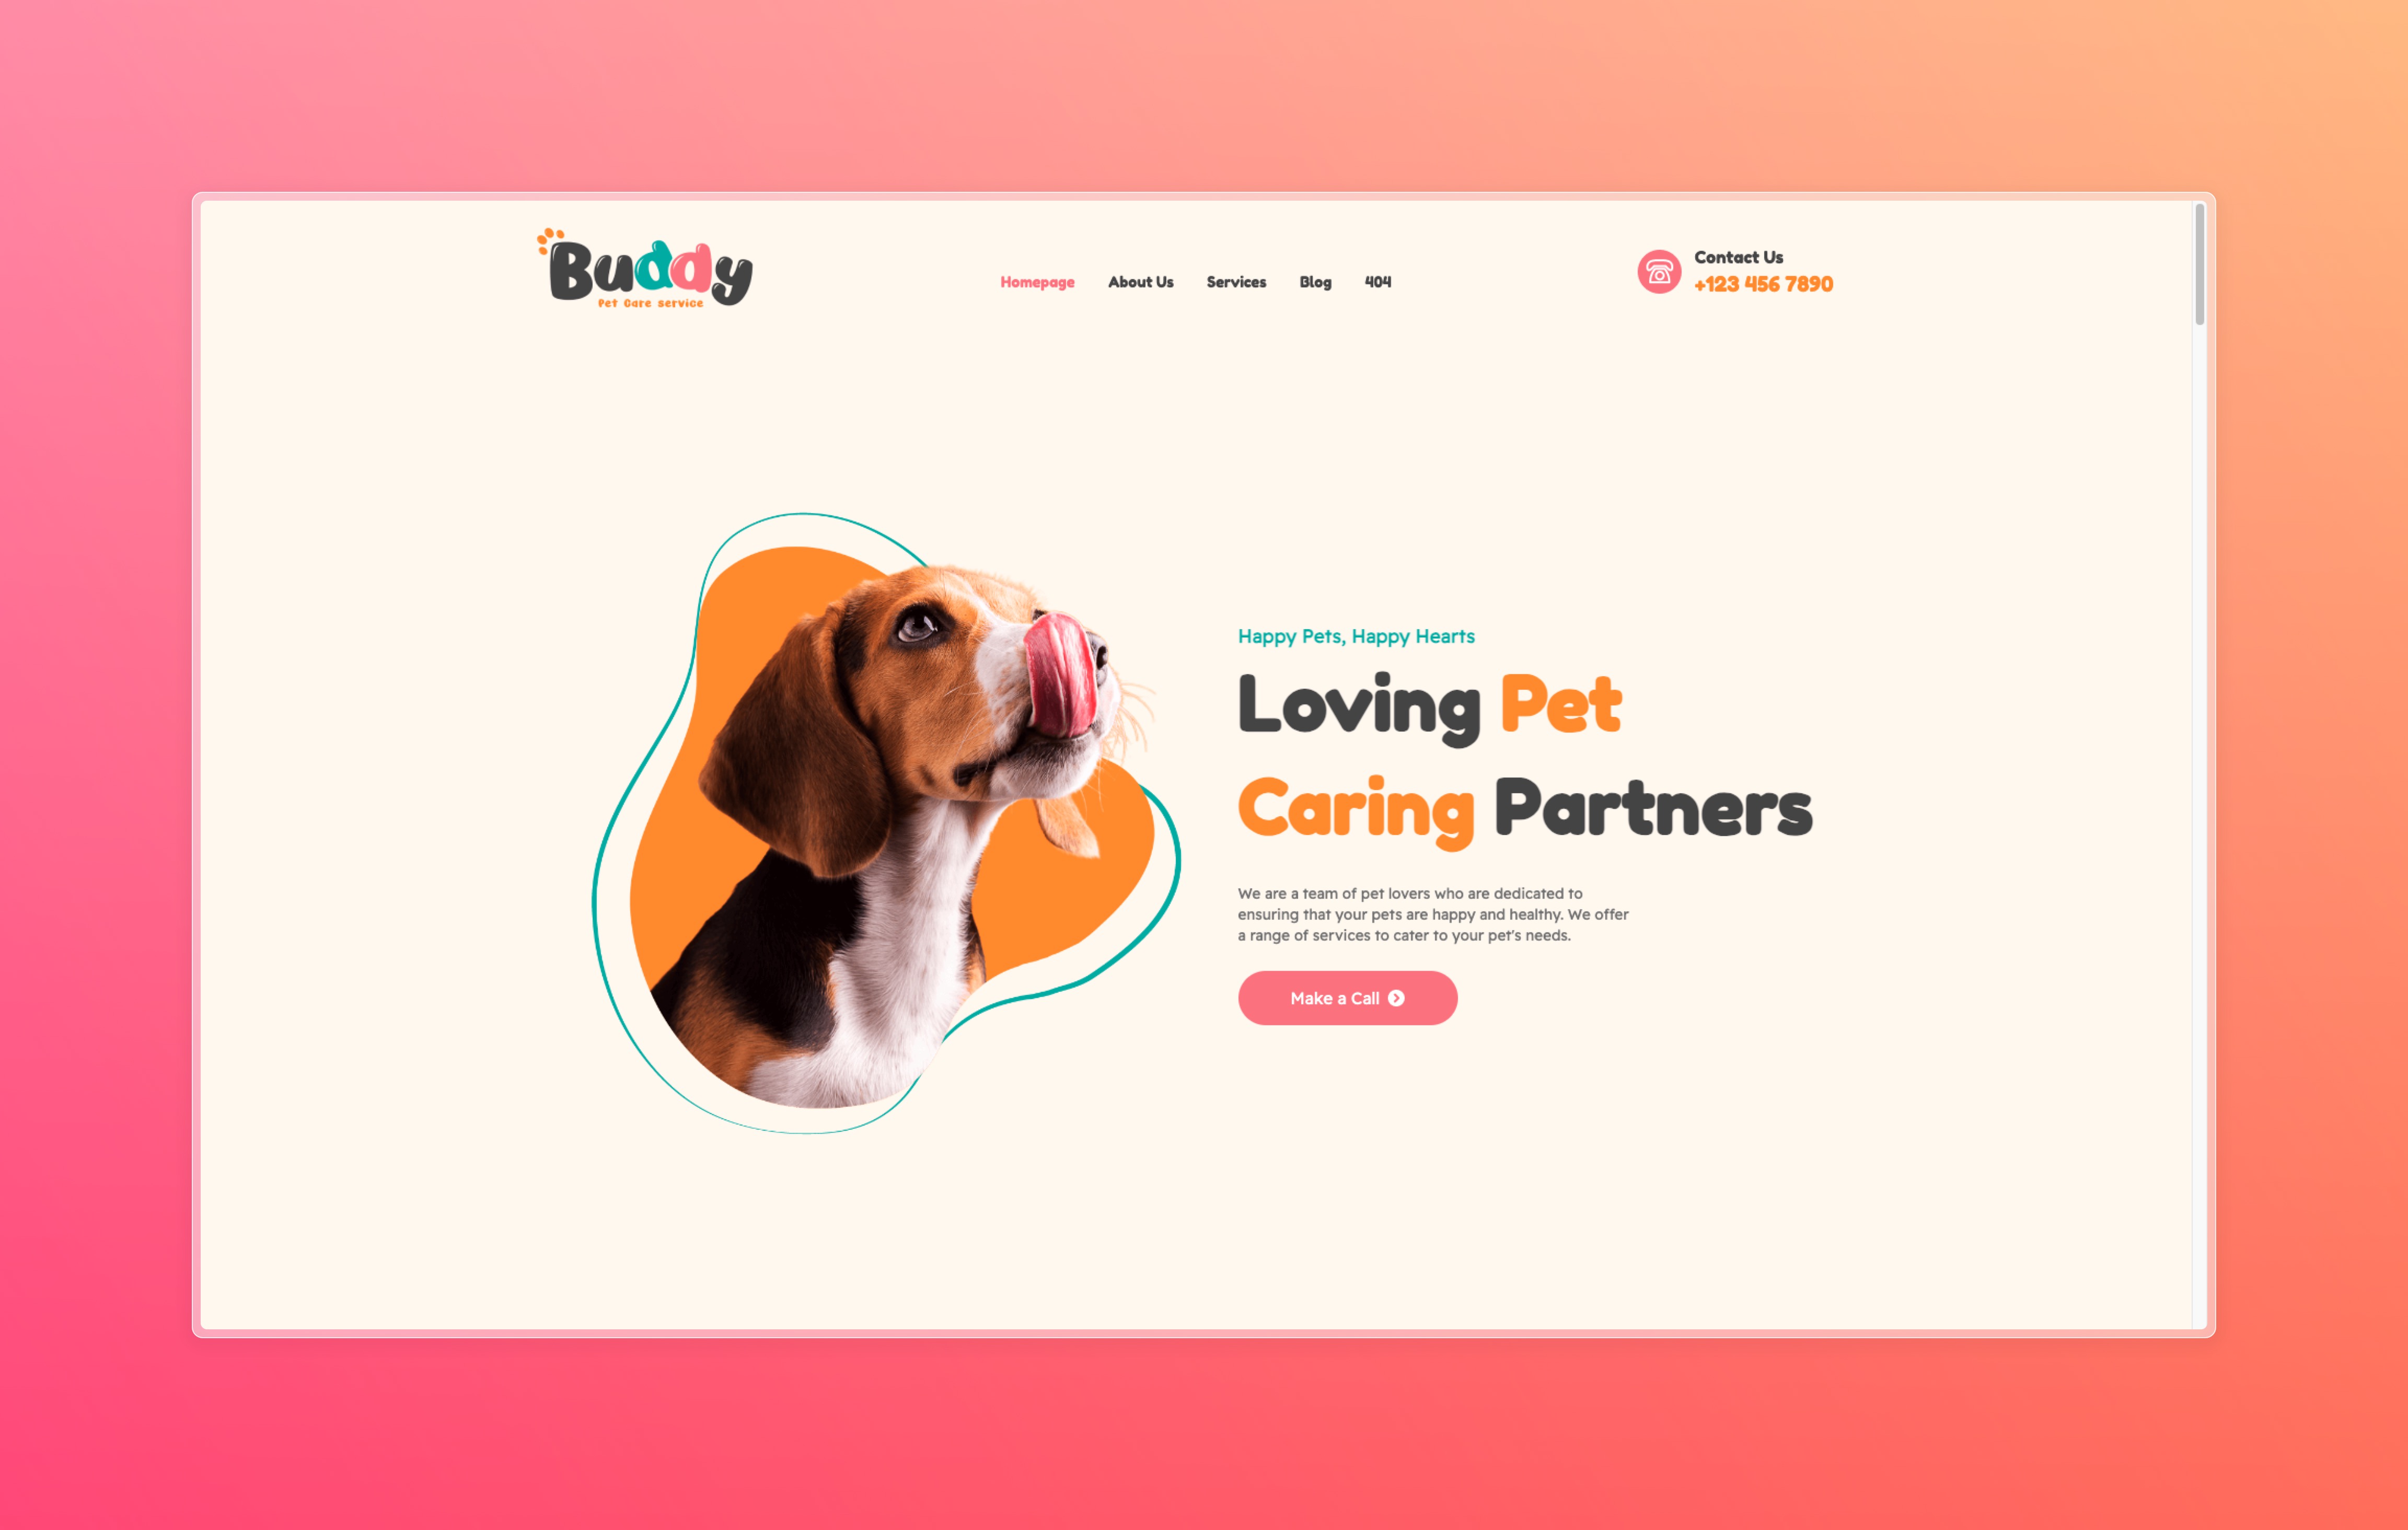 Buddy
Pet Care service
Homepage About Us Services Blog 404
Contact Us
+123 456 7890
Happy Pets, Happy Hearts
Loving Pet
Caring Partners
We are a team of pet lovers who are dedicated to
ensuring that your pets are happy and healthy. We offer
a range of services to cater to your pet's needs.
Make a Call